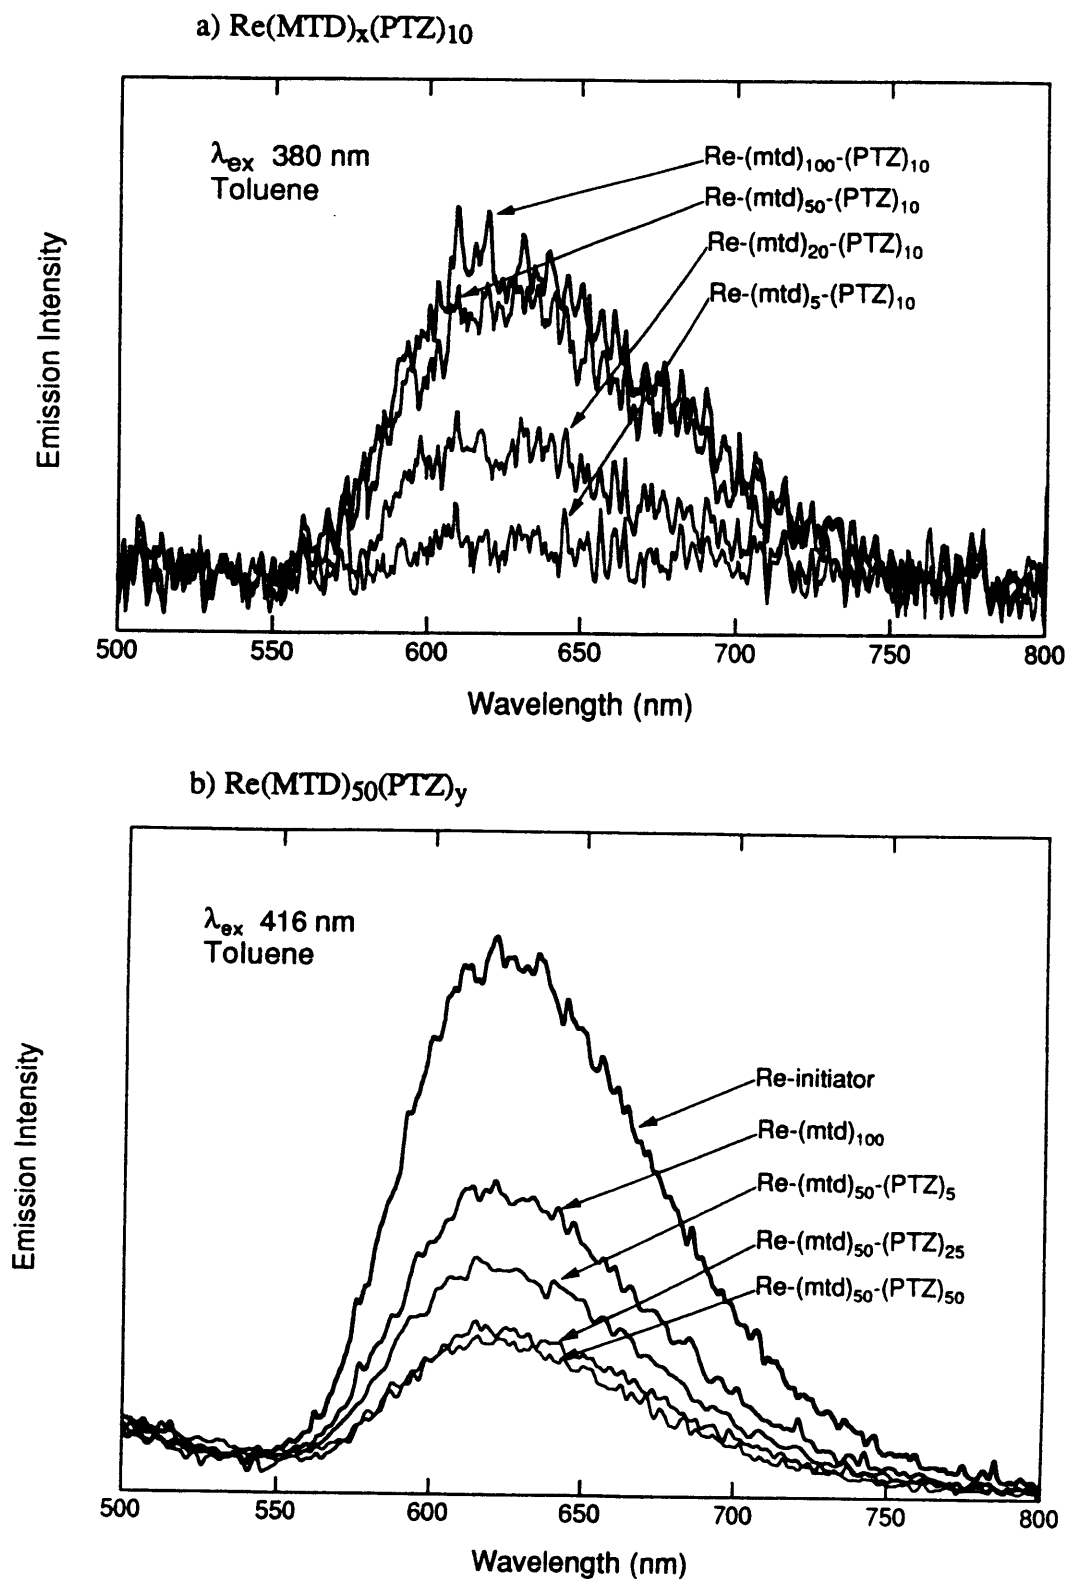 a) Re(MTD)x(PTZ)10
λex 380 nm
Toluene
Re-(mtd)100-(PTZ)10
Re-(mtd)50-(PTZ)10
Re-(mtd)20-(PTZ)10
Re-(mtd)5-(PTZ)10
Emission Intensity
500 550 600 650 700 750 800
Wavelength (nm)
b) Re(MTD)50(PTZ)y
λex 416 nm
Toluene
Re-initiator
Re-(mtd)100
Re-(mtd)50-(PTZ)5
Re-(mtd)50-(PTZ)25
Re-(mtd)50-(PTZ)50
Emission Intensity
500 550 600 650 700 750 800
Wavelength (nm)